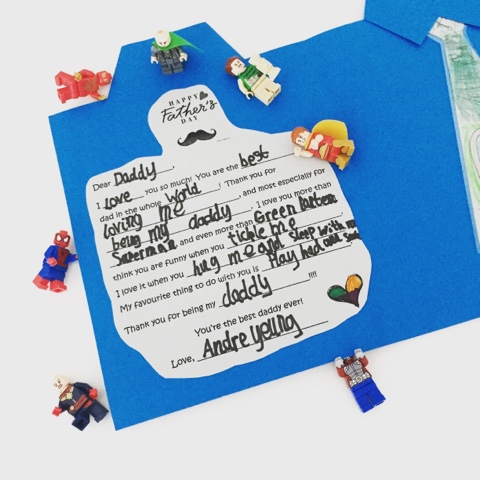 HAPPY
Father's
DAY
Dear Daddy,
I love you so much! You are the best
dad in the whole world! Thank you for
loving me, and most especially for
being my daddy. I love you more than
Superman and even more than Green Lantern
think you are funny when you tickle me
I love it when you hug me and sleep with me
My favourite thing to do with you is Play
Thank you for being my daddy!!!!
You're the best daddy ever!
Love, Andre young